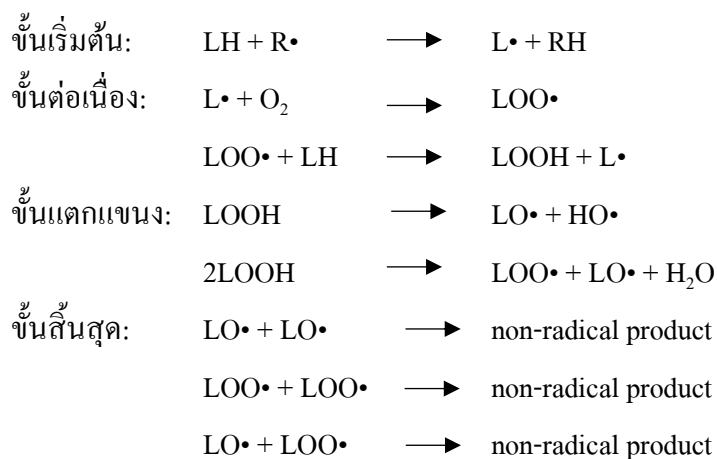 ขั้นเริ่มต้น: LH + R• ⟶ L• + RH
ขั้นต่อเนื่อง: L• + O₂ ⟶ LOO•
LOO• + LH ⟶ LOOH + L•
ขั้นแตกแขนง: LOOH ⟶ LO• + HO•
2LOOH ⟶ LOO• + LO• + H₂O
ขั้นสิ้นสุด: LO• + LO• ⟶ non-radical product
LOO• + LOO• ⟶ non-radical product
LO• + LOO• ⟶ non-radical product